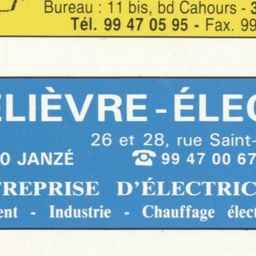 Bureau : 11 bis, bd Cahours - 3
Tél. 99 47 05 95 - Fax. 99
ELIÈVRE - ÉLEC
26 et 28, rue Saint-
0 JANZÉ ☎ 99 47 00 67
TREPRISE D'ÉLECTRIC
ent - Industrie - Chauffage élect